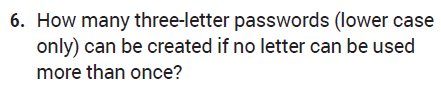 6. How many three-letter passwords (lower case
only) can be created if no letter can be used
more than once?